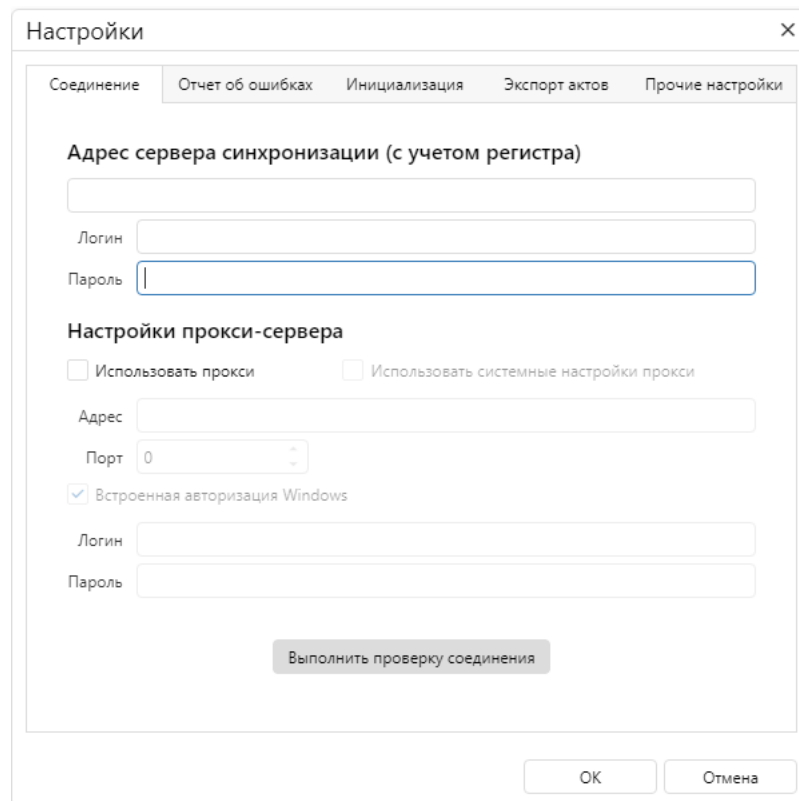 Настройки
Соединение Отчет об ошибках Инициализация Экспорт актов Прочие настройки
Адрес сервера синхронизации (с учетом регистра)
Логин
Пароль
Настройки прокси-сервера
Использовать прокси Использовать системные настройки прокси
Адрес
Порт 0
Встроенная авторизация Windows
Логин
Пароль
Выполнить проверку соединения
ОК Отмена